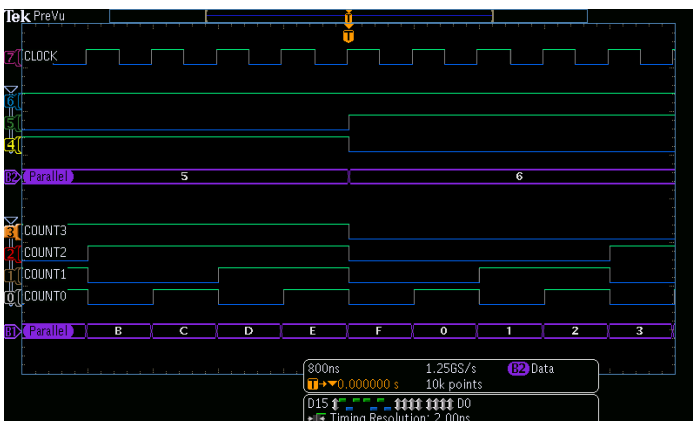 Tek PreVu
T
T
7 CLOCK
6
5
4
B2 Parallel 5 6
3 COUNT3
2 COUNT2
1 COUNT1
0 COUNT0
B1 Parallel B C D E F 0 1 2 3
800ns 1.25GS/s B2 Data
T→▼0.000000 s 10k points
D15 D0
Timing Resolution: 2.00ns